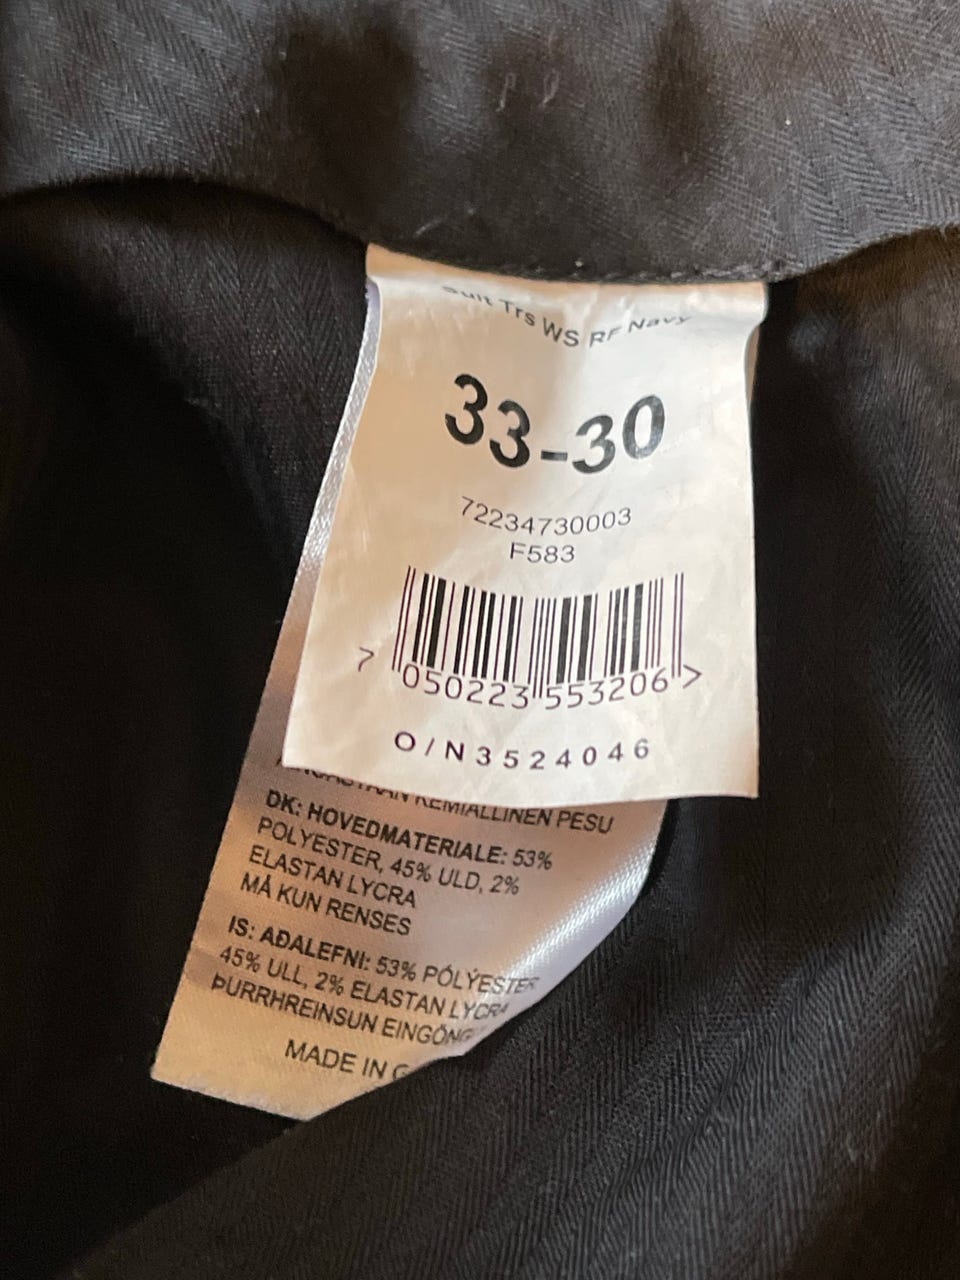 Suit Trs WS RF Navy
33-30
72234730003
F583
7 050223 553206 >
O/N3524046
KEMIALLINEN PESU
DK: HOVEDMATERIALE: 53%
POLYESTER, 45% ULD, 2%
ELASTAN LYCRA
MÅ KUN RENSES
IS: AÐALEFNI: 53% PÓLÝESTER
45% ULL, 2% ELASTAN LYCRA
ÞURRHREINSUN EINGÖNG
MADE IN